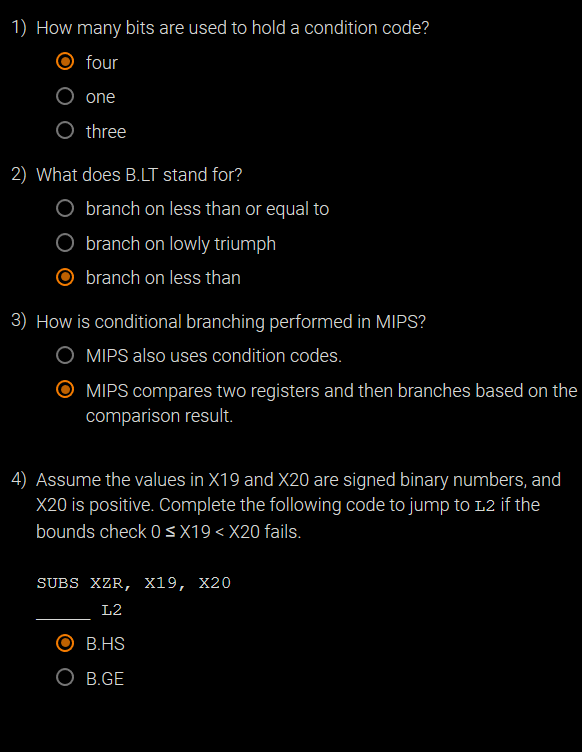 1) How many bits are used to hold a condition code?
four
one
three
2) What does B.LT stand for?
branch on less than or equal to
branch on lowly triumph
branch on less than
3) How is conditional branching performed in MIPS?
MIPS also uses condition codes.
MIPS compares two registers and then branches based on the
comparison result.
4) Assume the values in X19 and X20 are signed binary numbers, and
X20 is positive. Complete the following code to jump to L2 if the
bounds check 0 ≤ X19 < X20 fails.
SUBS XZR, X19, X20
_____ L2
B.HS
B.GE